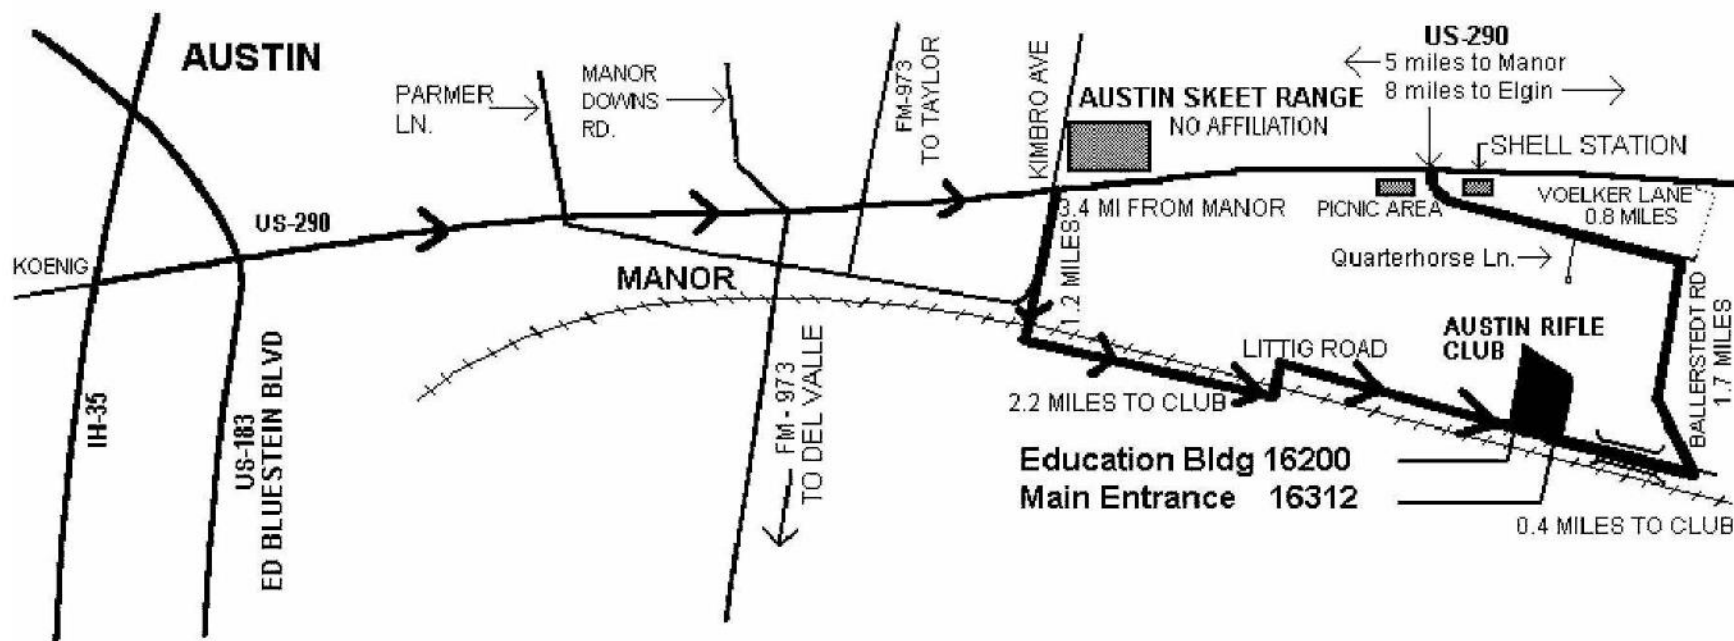 AUSTIN
US-290
5 miles to Manor
8 miles to Elgin
MANOR
DOWNS
RD.
PARMER
LN.
FM-973
TO TAYLOR
KIMBRO AVE
AUSTIN SKEET RANGE
NO AFFILIATION
SHELL STATION
VOELKER LANE
0.8 MILES
PICNIC AREA
3.4 MI FROM MANOR
US-290
KOENIG
MANOR
1.2 MILES
Quarterhorse Ln.
BALLERSTEDT RD
1.7 MILES
AUSTIN RIFLE
CLUB
LITTIG ROAD
2.2 MILES TO CLUB
IH-35
US-183
ED BLUESTEIN BLVD
FM - 973
TO DEL VALLE
Education Bldg 16200
Main Entrance 16312
0.4 MILES TO CLUB